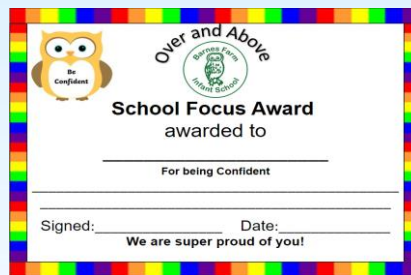 Over and Above
Be
Confident
Barnes Farm
Infant School
School Focus Award
awarded to
For being Confident
Signed: Date:
We are super proud of you!